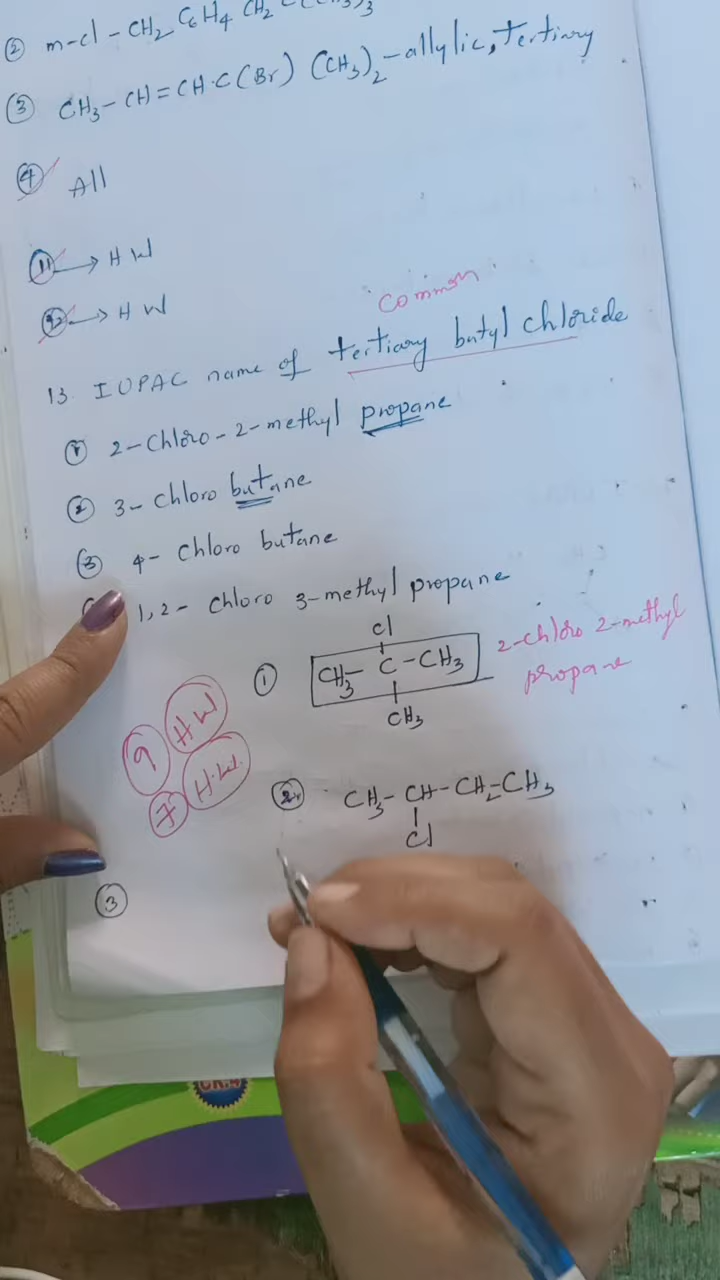 ② m-cl-CH₂ C₆H₄ CH₂
③ CH₃-CH=CH·C(Br) (CH₃)₂-allylic, tertiary
④ All
⑪ → HW
⑫ → HW
common
13. IUPAC name of tertiary butyl chloride
① 2-chloro-2-methyl propane
② 3-chloro butane
③ 4-chloro butane
1,2-chloro 3-methyl propane
cl
① CH₃-C-CH₃ 2-chloro 2-methyl propane
CH₃
9 HW
7 H.W.
② CH₃-CH-CH₂-CH₃
Cl
③